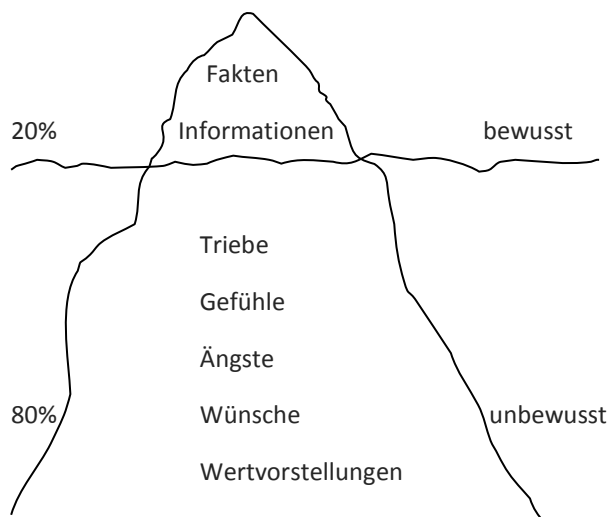 Fakten
20% Informationen bewusst
Triebe
Gefühle
Ängste
80% Wünsche unbewusst
Wertvorstellungen